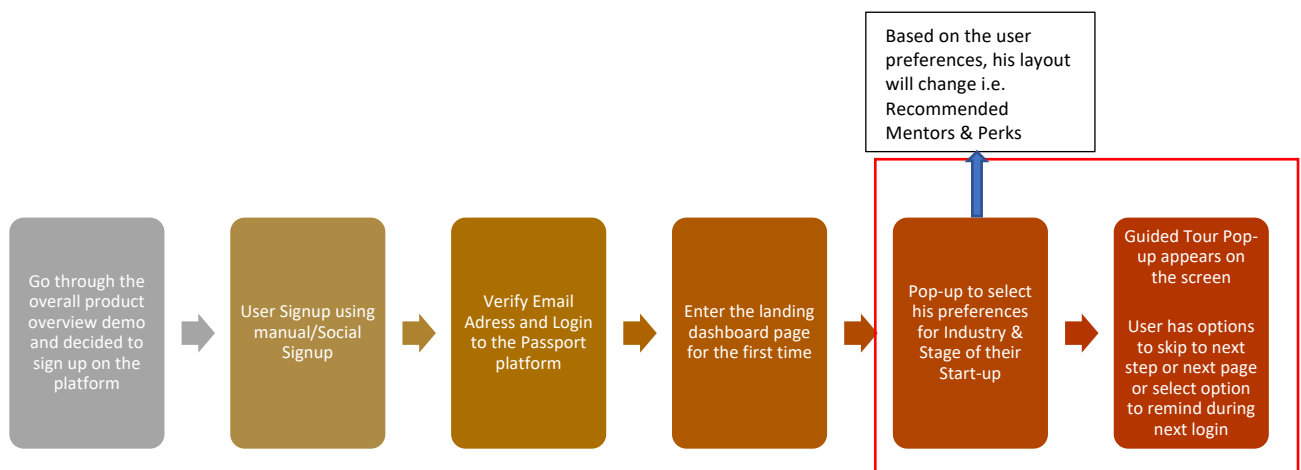 Based on the user
preferences, his layout
will change i.e.
Recommended
Mentors & Perks
Go through the
overall product
overview demo
and decided to
sign up on the
platform
User Signup using
manual/Social
Signup
Verify Email
Adress and Login
to the Passport
platform
Enter the landing
dashboard page
for the first time
Pop-up to select
his preferences
for Industry &
Stage of their
Start-up
Guided Tour Pop-
up appears on
the screen
User has options
to skip to next
step or next page
or select option
to remind during
next login